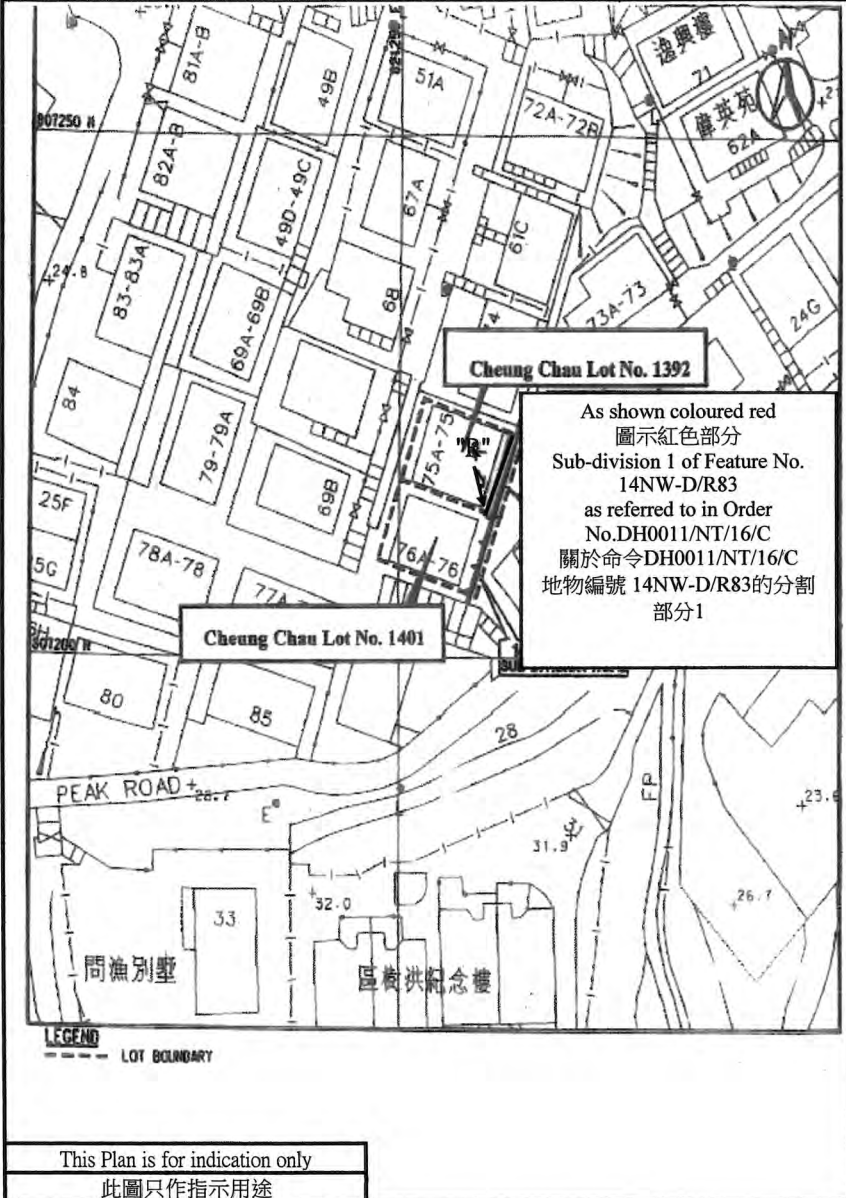 81A-B
49B
51A
逸興樓
71
偉英苑
62A
72A-72B
807250 N
82A-B
49D-49C
67A
61C
24.8
83-83A
69A-69B
68
73A-73
24G
Cheung Chau Lot No. 1392
84
79-79A
69B
75A-75
"R"
As shown coloured red
圖示紅色部分
Sub-division 1 of Feature No.
14NW-D/R83
as referred to in Order
No.DH0011/NT/16/C
關於命令DH0011/NT/16/C
地物編號 14NW-D/R83的分割
部分1
25F
78A-78
76A-76
Cheung Chau Lot No. 1401
80
85
28
PEAK ROAD
E
FP
31.9
23.6
26.7
32.0
33
問漁別墅
區樹洪紀念樓
LEGEND
LOT BOUNDARY
This Plan is for indication only
此圖只作指示用途